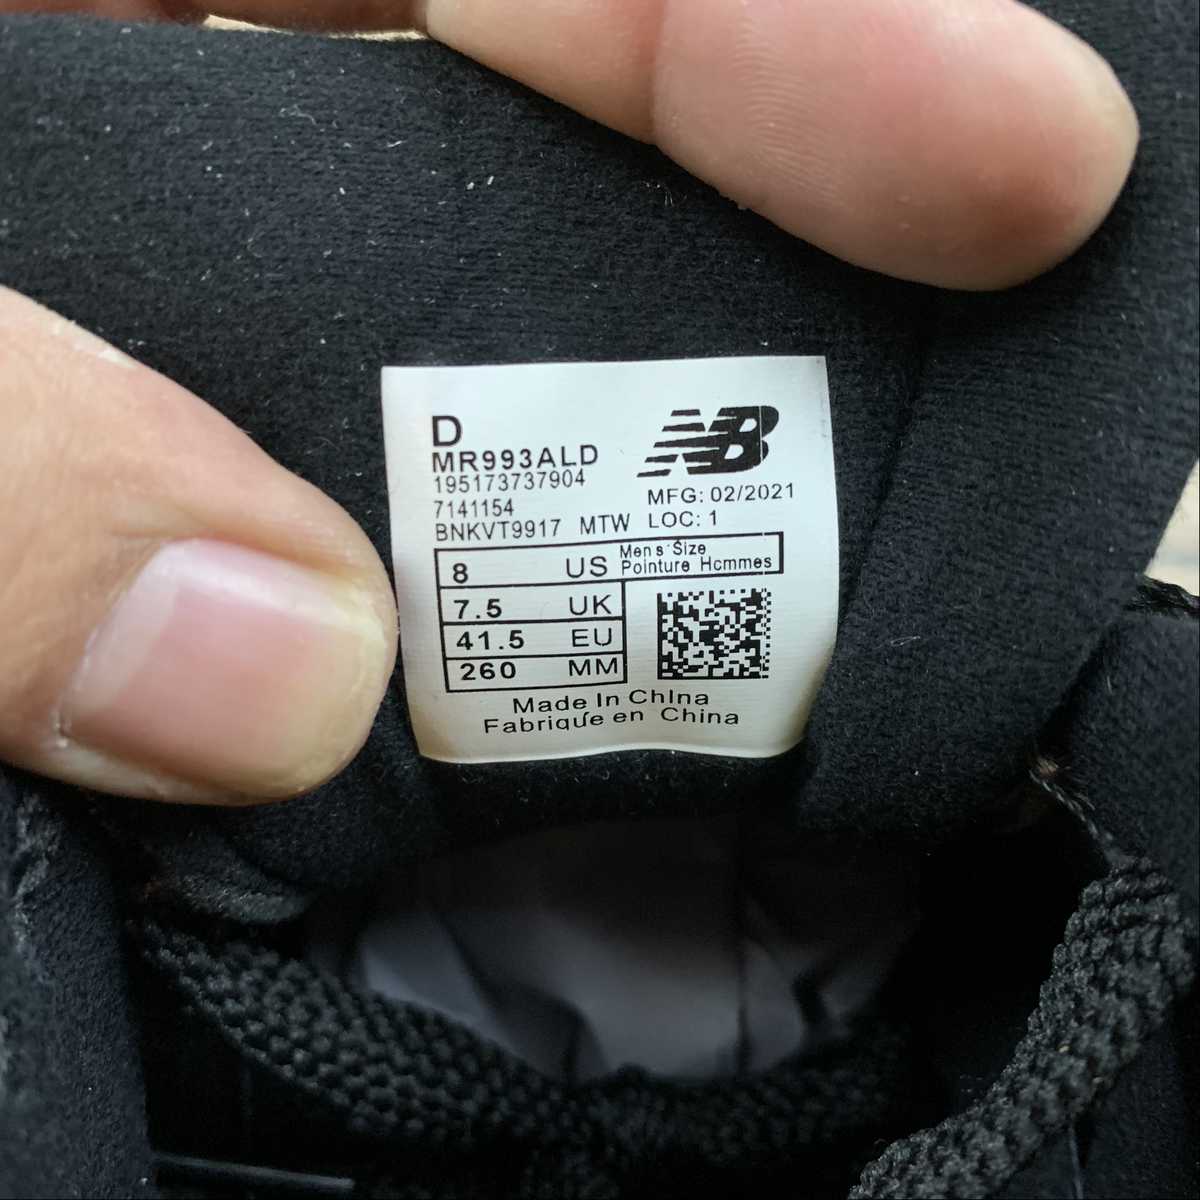 D
NB
MR993ALD
195173737904
7141154
MFG: 02/2021
BNKVT9917 MTW LOC: 1
8 US Men s Size
Pointure Hcmmes
7.5 UK
41.5 EU
260 MM
Made In ChIna
Fabrique en China